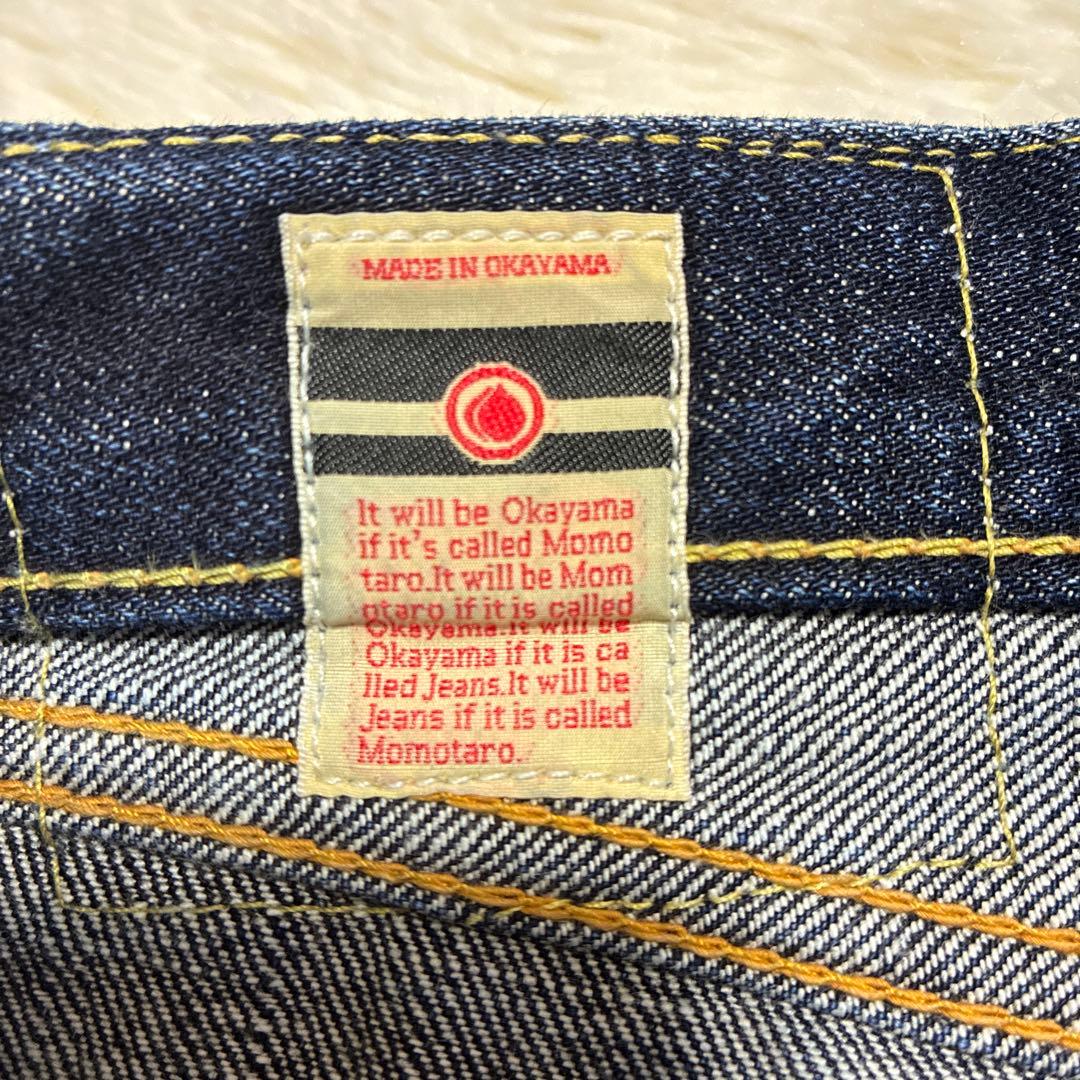 MADE IN OKAYAMA
It will be Okayama
if it's called Momo
taro.It will be Mom
otaro if it is called
Okayama.It will be
Okayama if it is ca
lled Jeans.It will be
Jeans if it is called
Momotaro.